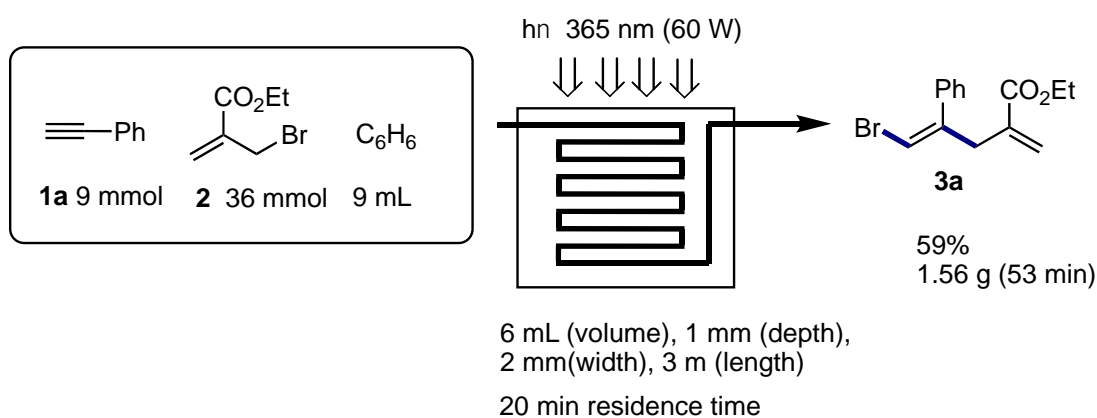 hn 365 nm (60 W)
CO2Et
Ph
Br
C6H6
1a 9 mmol 2 36 mmol 9 mL
Ph
CO2Et
Br
3a
59%
1.56 g (53 min)
6 mL (volume), 1 mm (depth),
2 mm(width), 3 m (length)
20 min residence time